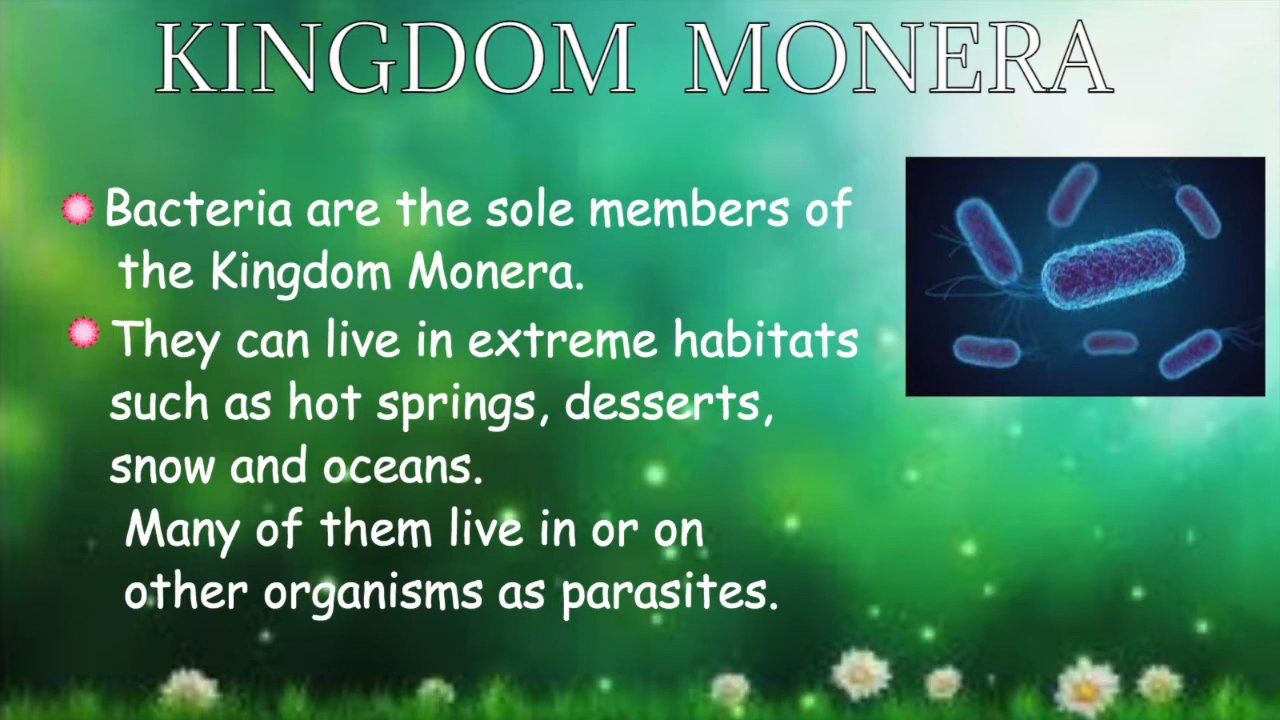 KINGDOM MONERA
Bacteria are the sole members of
the Kingdom Monera.
They can live in extreme habitats
such as hot springs, desserts,
snow and oceans.
Many of them live in or on
other organisms as parasites.